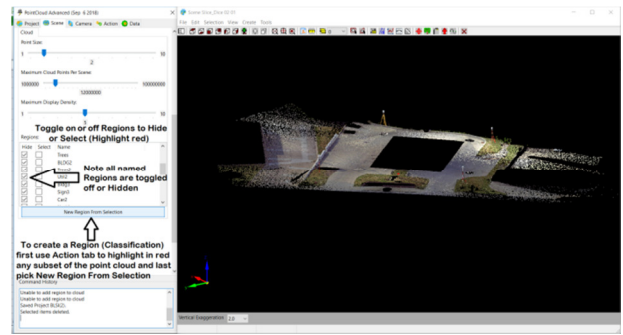 PointCloud Advanced (Sep 6 2018)
Project Scene Camera Action Data
Cloud
Point Size:
1 10
2
Maximum Cloud Points Per Scene:
1000000 100000000
12000000
Maximum Display Density:
1 10
5
Toggle on or off Regions to Hide
or Select (Highlight red)
Regions:
Hide Select Name
Trees
BLDG2
Note all named
Regions are toggled
off or Hidden
Sign3
Car2
New Region From Selection
To create a Region (Classification)
first use Action tab to highlight in red
any subset of the point cloud and last
pick New Region From Selection
Command History
Unable to add region to cloud
Unable to add region to cloud
Saved Project BLDG2.
Selected items deleted.
File Edit Selection View Create Tools
Vertical Exaggeration